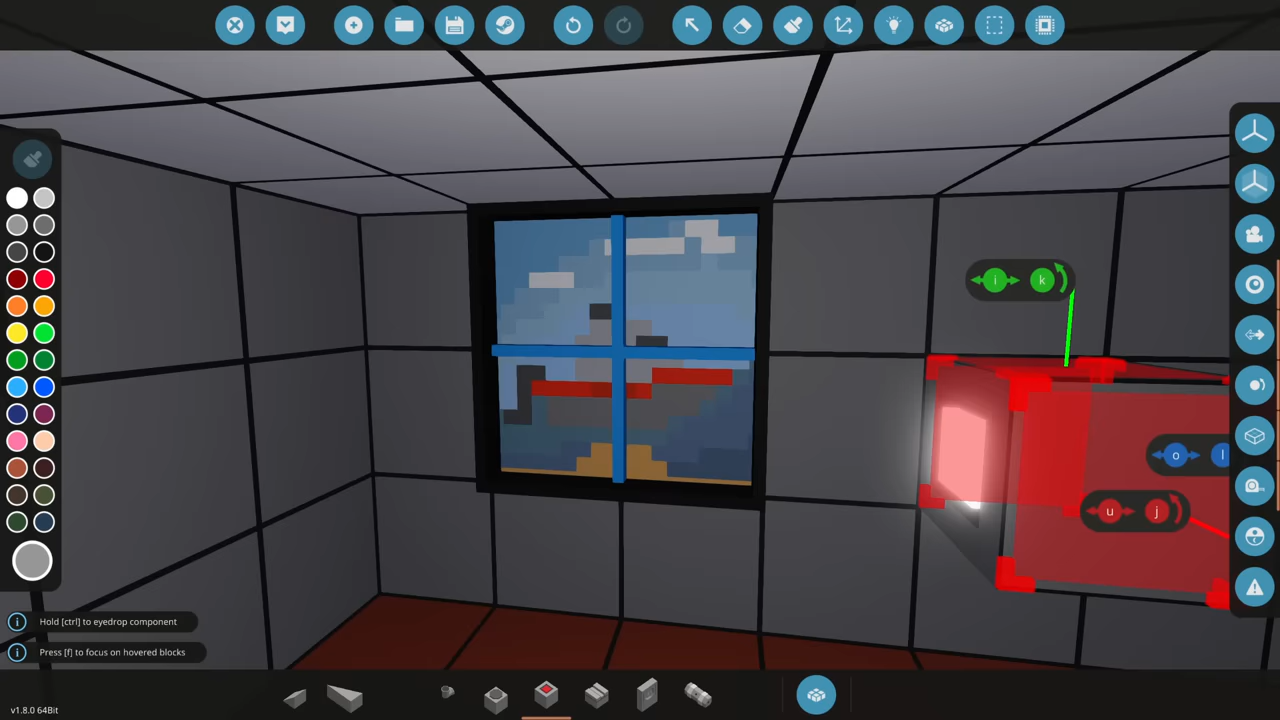 i k
o l
u j
Hold [ctrl] to eyedrop component
Press [f] to focus on hovered blocks
v1.8.0 64Bit